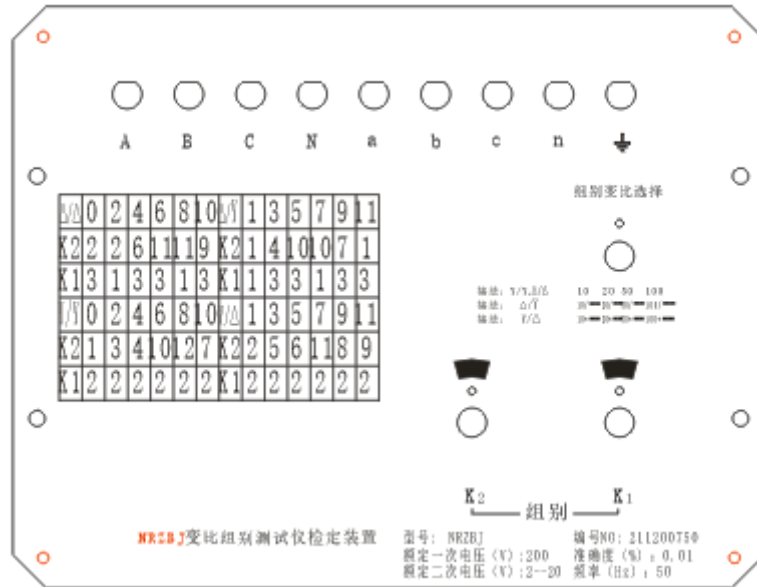 A B C N a b c n
组别变比选择
△/△ 0 2 4 6 8 10 △/Y 1 3 5 7 9 11
K2 2 2 6 11 11 9 K2 1 4 10 10 7 1
K1 3 1 3 3 1 3 K1 1 3 3 1 3 3
Y/Y 0 2 4 6 8 10 Y/△ 1 3 5 7 9 11
K2 1 3 4 10 12 7 K2 2 5 6 11 8 9
K1 2 2 2 2 2 2 K1 2 2 2 2 2 2
10 20 50 100
△/Y
Y/△
K2 组别 K1
NRZBJ变比组别测试仪检定装置
型号: NRZBJ 编号NO: 211200750
额定一次电压(V):200 准确度(%): 0.01
额定二次电压(V):2--20 频率(Hz): 50